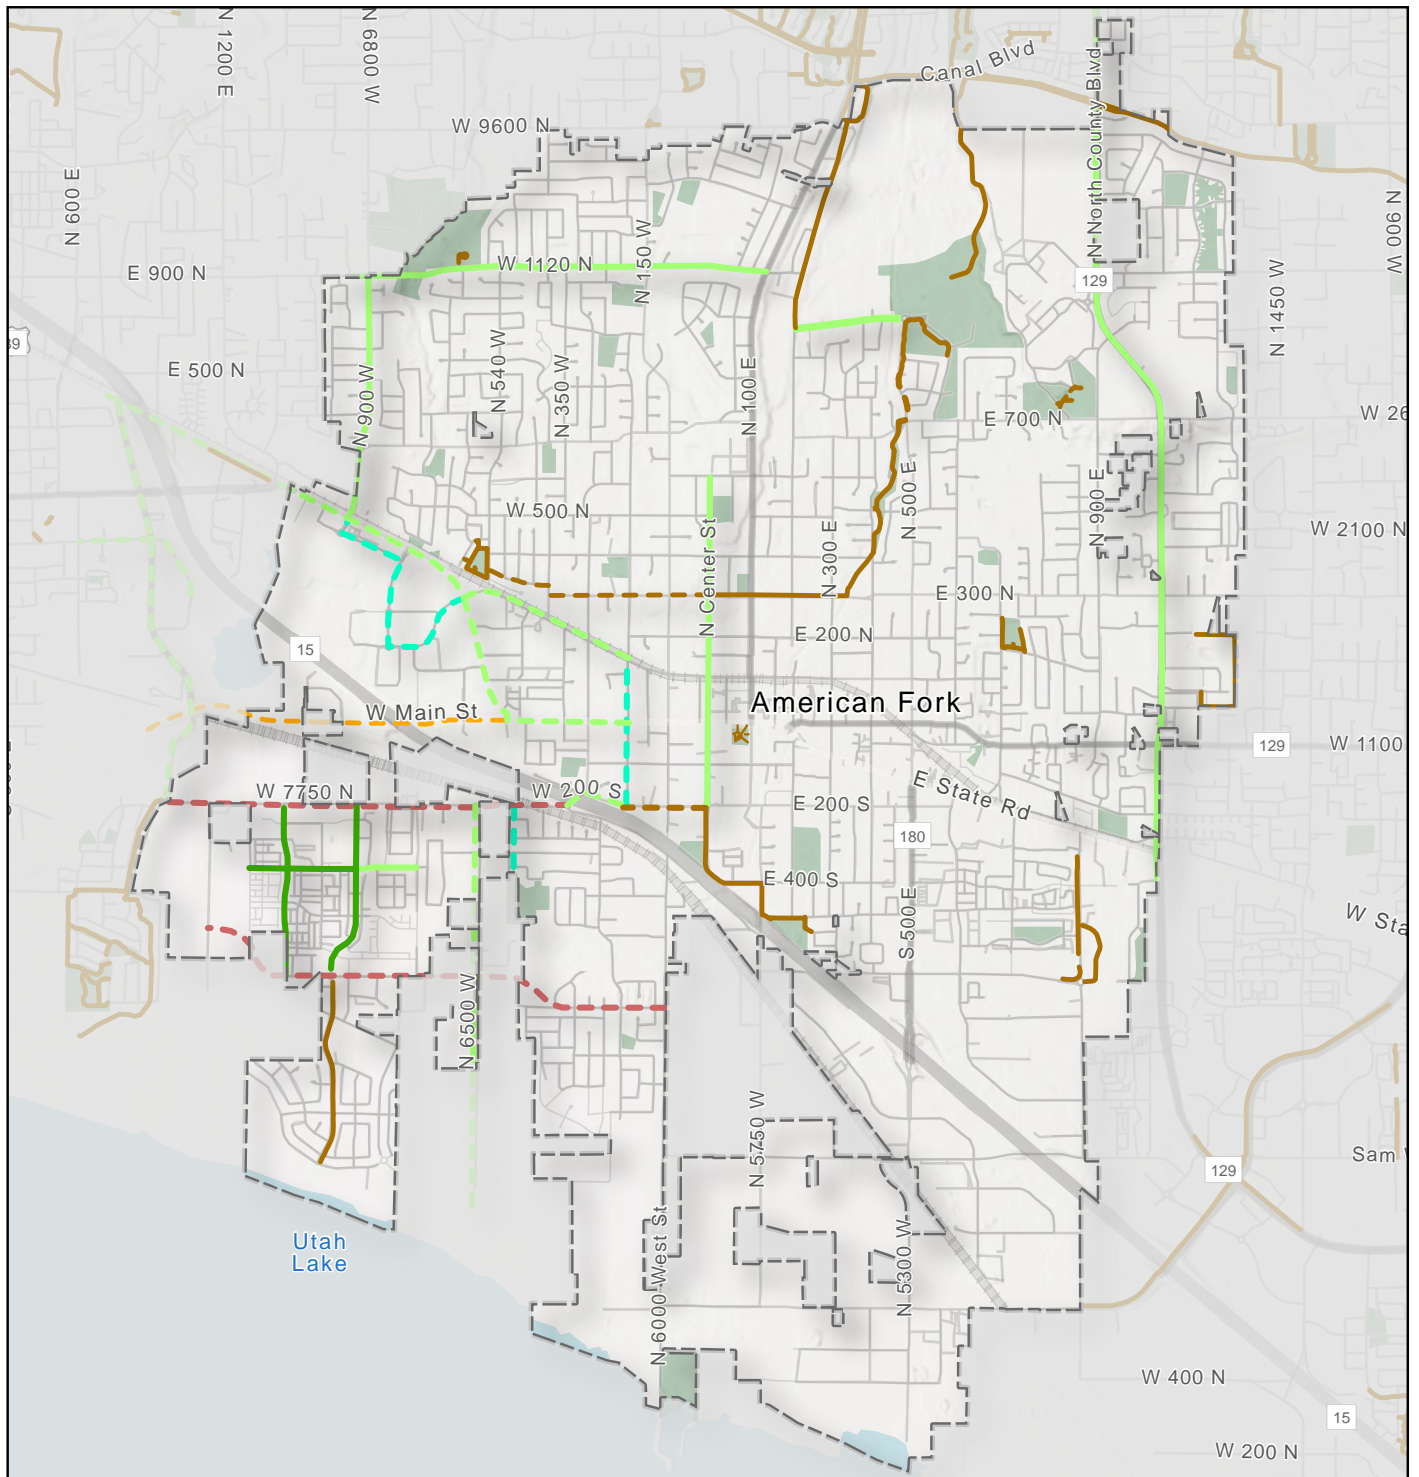 N 1200 E
N 6800 W
Canal Blvd
N North County Blvd
W 9600 N
N 600 E
N 900 W
N 150 W
E 900 N
W 1120 N
129
N 1450 W
E 500 N
N 540 W
N 350 W
N 100 E
N 900 W
E 700 N
W 26
N 500 E
N 900 E
W 500 N
W 2100 N
N Center St
N 300 E
E 300 N
E 200 N
15
American Fork
W Main St
129
W 1100
W 7750 N
W 200 S
E 200 S
E State Rd
180
E 400 S
S 500 E
W Sta
N 6500 W
N 5750 W
Sam
129
Utah
Lake
N 6000 West St
N 5300 W
W 400 N
15
W 200 N